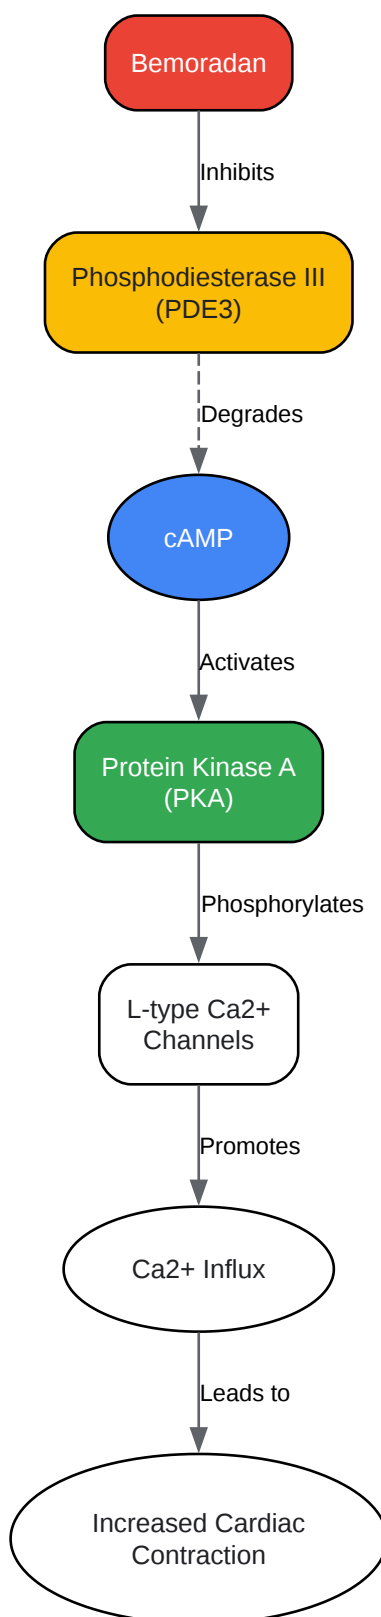 Bemoradan
Inhibits
Phosphodiesterase III
(PDE3)
Degrades
cAMP
Activates
Protein Kinase A
(PKA)
Phosphorylates
L-type Ca2+
Channels
Promotes
Ca2+ Influx
Leads to
Increased Cardiac
Contraction